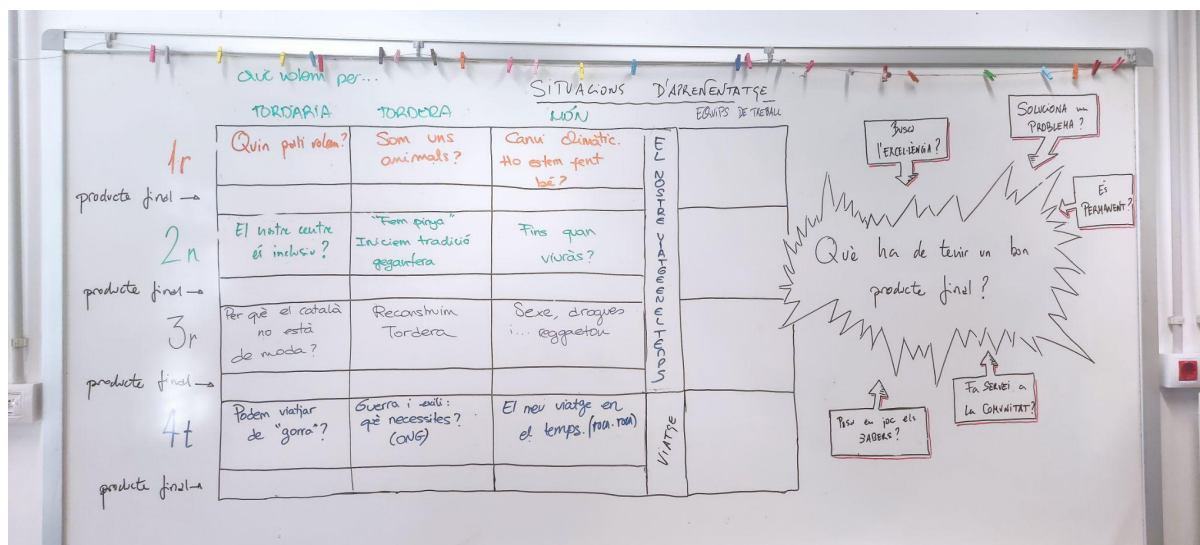 Què volem per...
SITUACIONS D'APRENENTATGE
TORDARIA TORDERA MÓN EQUIPS DE TREBALL
1r
Quin pati volem?
Som uns
animals?
Canvi climàtic.
Ho estem fent
bé?
producte final →
2n
El nostre centre
és inclusiu?
"Fem pinya"
Iniciem tradició
gegantera
Fins quan
viuràs?
producte final →
3r
Per què el català
no està
de moda?
Reconstruim
Tordera
Sexe, drogues
i... reggaeton
producte final →
4t
Podem viatjar
de "gorra"?
Guerra i exili:
què necessites?
(ONG)
El meu viatge en
el temps.
producte final →
EL NOSTRE VIATGE EN EL TEMPS
VIATGE
Busca
l'EXCEL·LÈNCIA?
SOLUCIONA un
PROBLEMA?
És
PERMANENT?
Què ha de tenir un bon
producte final?
Posa en joc els
SABERS?
Fa SERVEI a
LA COMUNITAT?